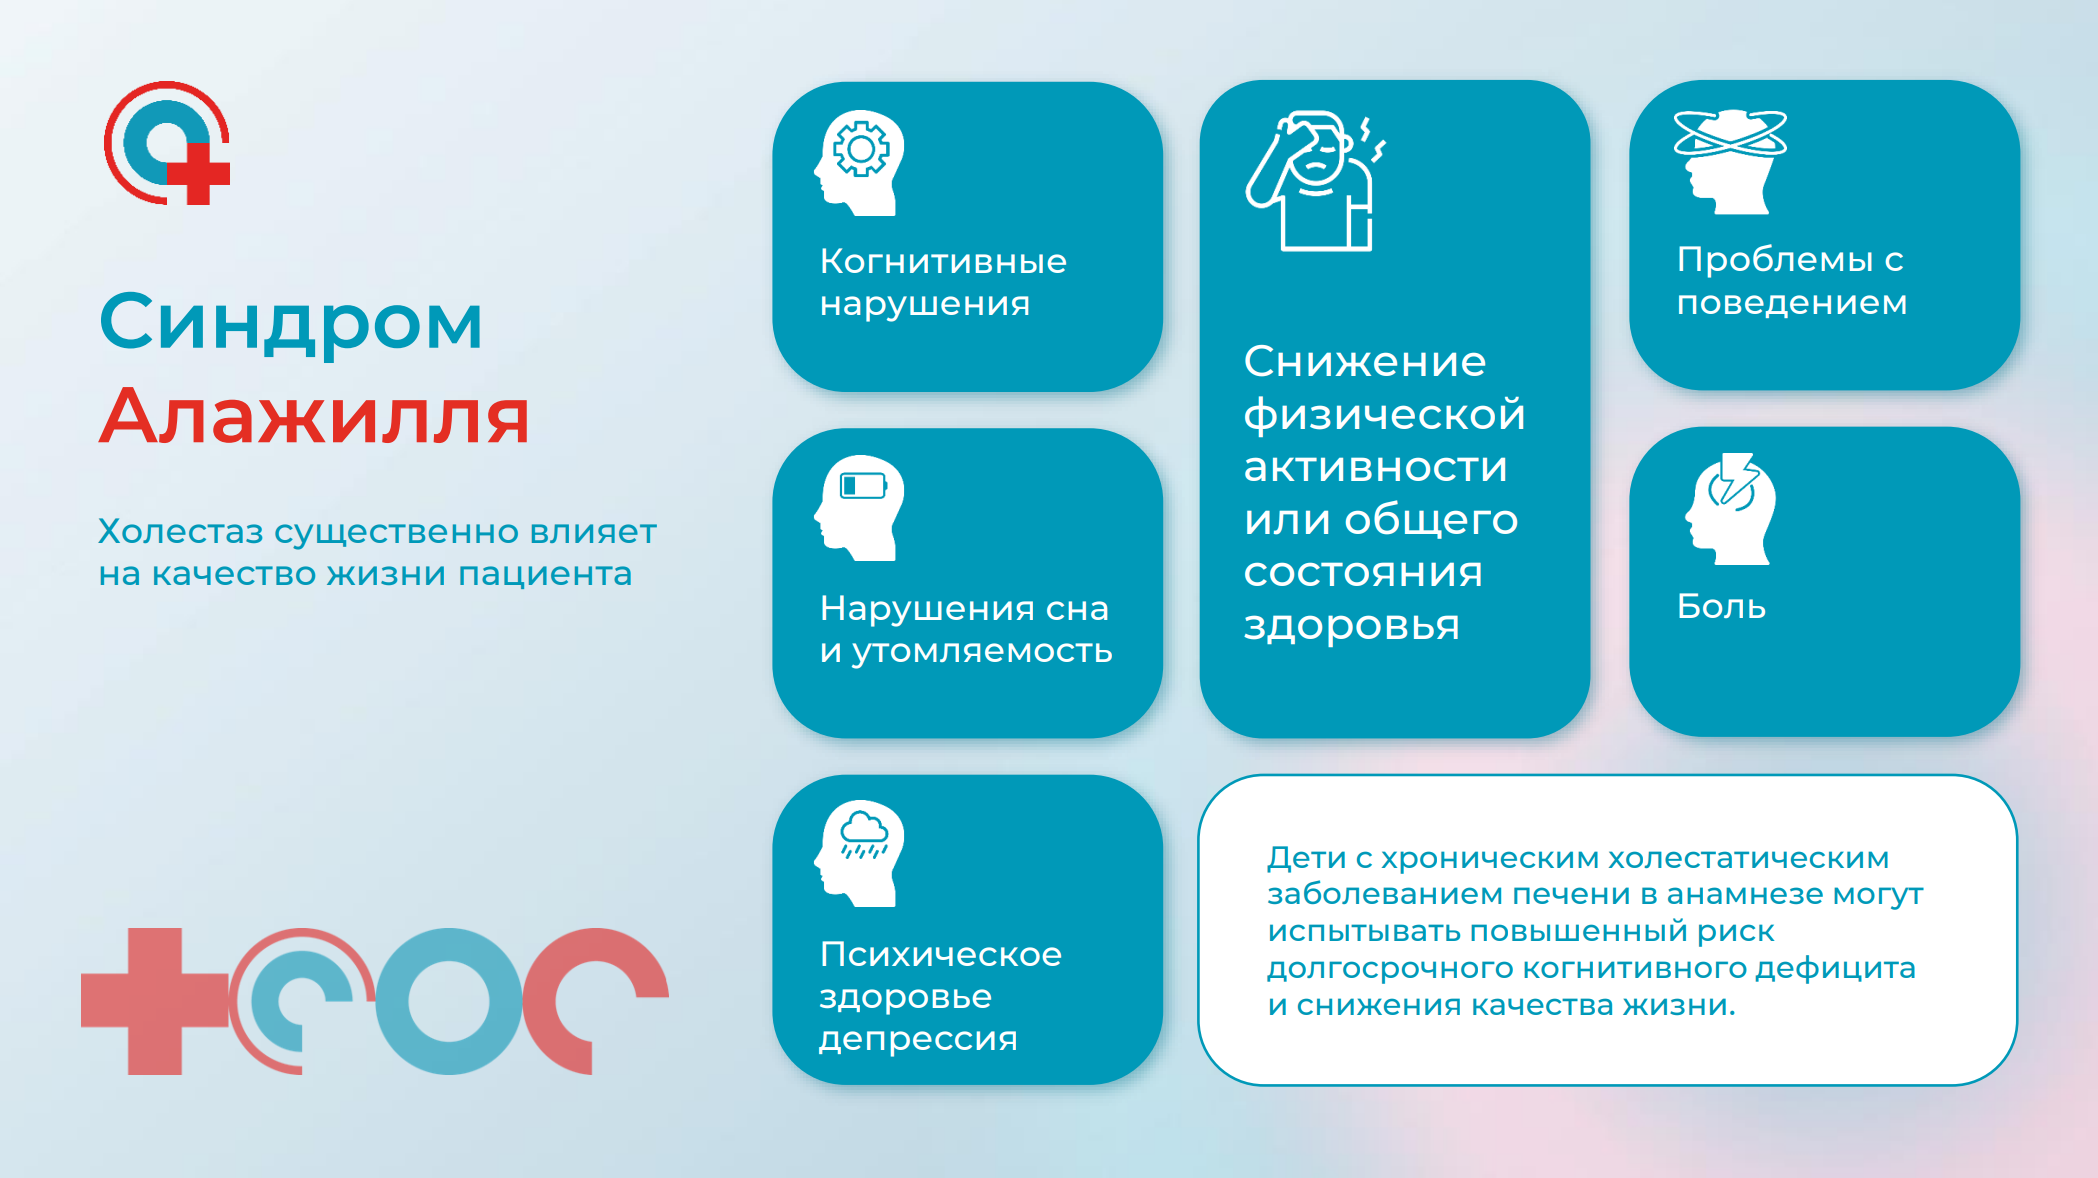 Синдром
Алажилля
Холестаз существенно влияет
на качество жизни пациента
Когнитивные
нарушения
Нарушения сна
и утомляемость
Психическое
здоровье
депрессия
Снижение
физической
активности
или общего
состояния
здоровья
Проблемы с
поведением
Боль
Дети с хроническим холестатическим
заболеванием печени в анамнезе могут
испытывать повышенный риск
долгосрочного когнитивного дефицита
и снижения качества жизни.